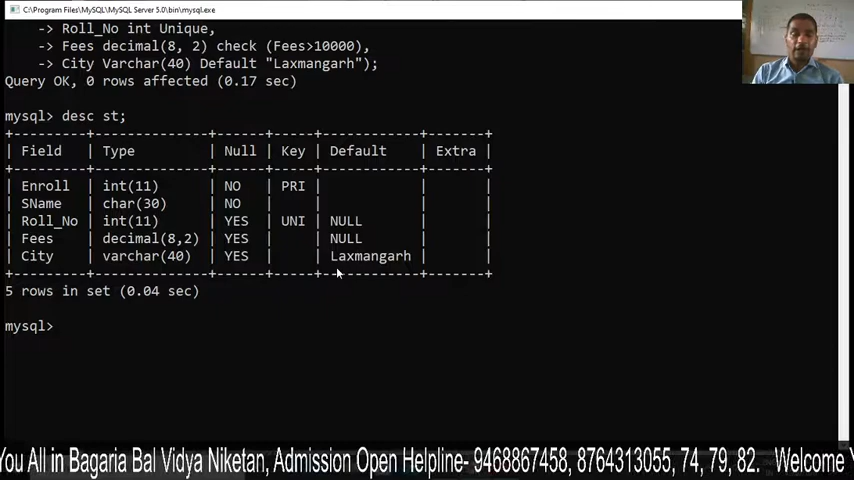 C:\Program Files\MySQL\MySQL Server 5.0\bin\mysql.exe
-> Roll_No int Unique,
-> Fees decimal(8, 2) check (Fees>10000),
-> City Varchar(40) Default "Laxmangarh");
Query OK, 0 rows affected (0.17 sec)
mysql> desc st;
+---------+--------------+------+-----+------------+-------+
| Field | Type | Null | Key | Default | Extra |
+---------+--------------+------+-----+------------+-------+
| Enroll | int(11) | NO | PRI | | |
| SName | char(30) | NO | | | |
| Roll_No | int(11) | YES | UNI | NULL | |
| Fees | decimal(8,2) | YES | | NULL | |
| City | varchar(40) | YES | | Laxmangarh | |
+---------+--------------+------+-----+------------+-------+
5 rows in set (0.04 sec)
mysql>
You All in Bagaria Bal Vidya Niketan, Admission Open Helpline- 9468867458, 8764313055, 74, 79, 82. Welcome Y